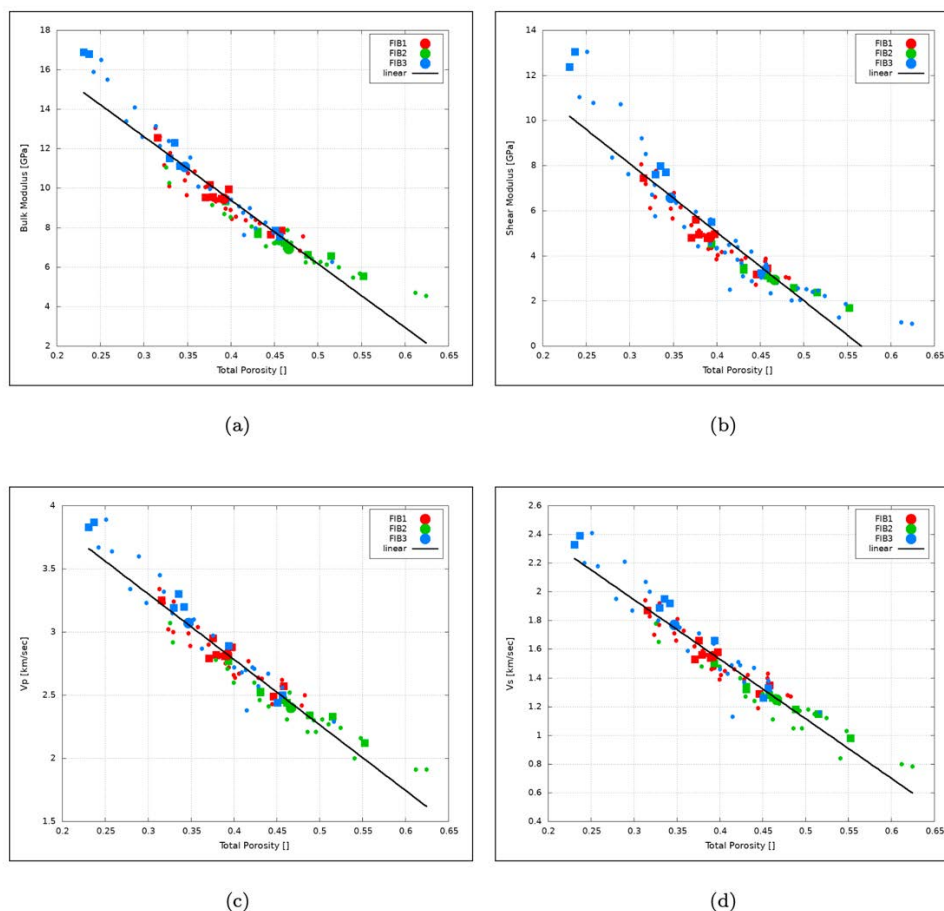 18
16
14
12
10
8
6
4
2
Bulk Modulus [GPa]
0.2 0.25 0.3 0.35 0.4 0.45 0.5 0.55 0.6 0.65
Total Porosity []
FIB1
FIB2
FIB3
linear
(a)
14
12
10
8
6
4
2
0
Shear Modulus [GPa]
0.2 0.25 0.3 0.35 0.4 0.45 0.5 0.55 0.6 0.65
Total Porosity []
FIB1
FIB2
FIB3
linear
(b)
4
3.5
3
2.5
2
1.5
Vp [km/sec]
0.2 0.25 0.3 0.35 0.4 0.45 0.5 0.55 0.6 0.65
Total Porosity []
FIB1
FIB2
FIB3
linear
(c)
2.6
2.4
2.2
2
1.8
1.6
1.4
1.2
1
0.8
0.6
0.4
Vs [km/sec]
0.2 0.25 0.3 0.35 0.4 0.45 0.5 0.55 0.6 0.65
Total Porosity []
FIB1
FIB2
FIB3
linear
(d)